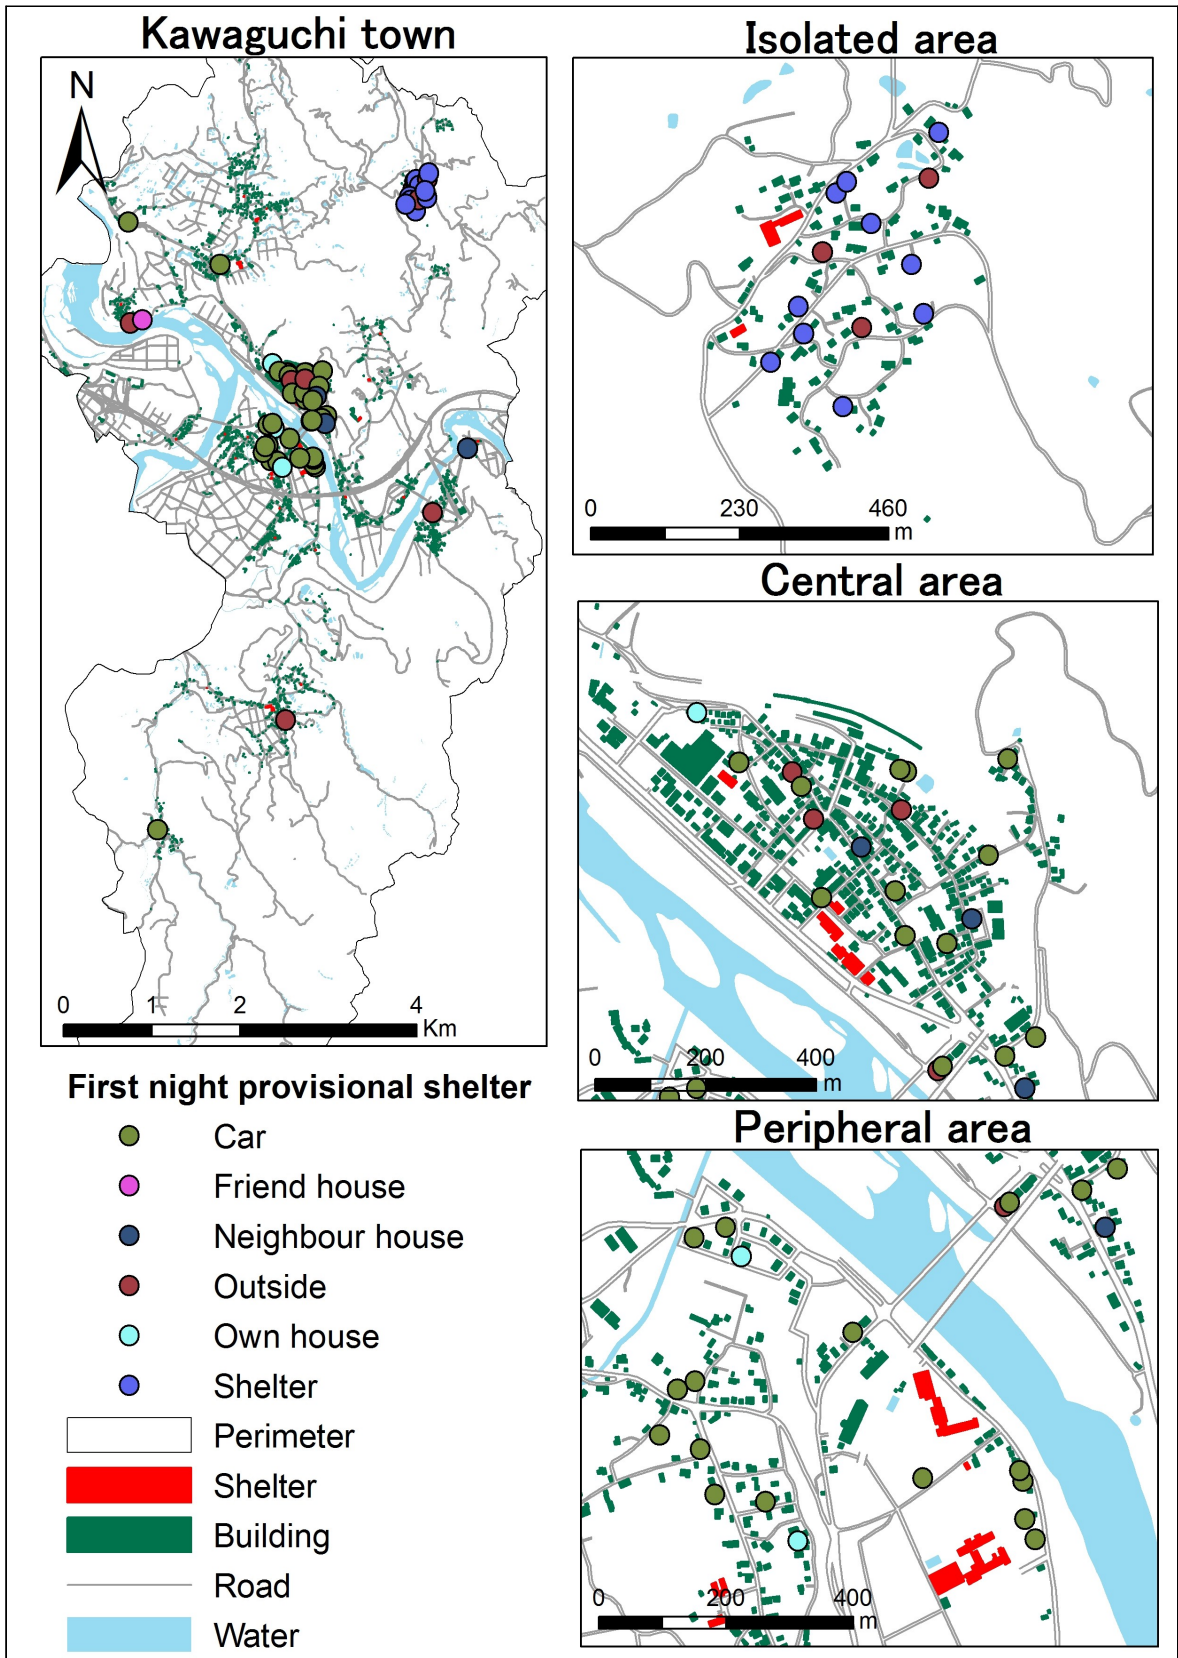 Kawaguchi town
N
0 1 2 4
Km
Isolated area
0 230 460
m
Central area
0 200 400
m
Peripheral area
0 200 400
m
First night provisional shelter
Car
Friend house
Neighbour house
Outside
Own house
Shelter
Perimeter
Shelter
Building
Road
Water